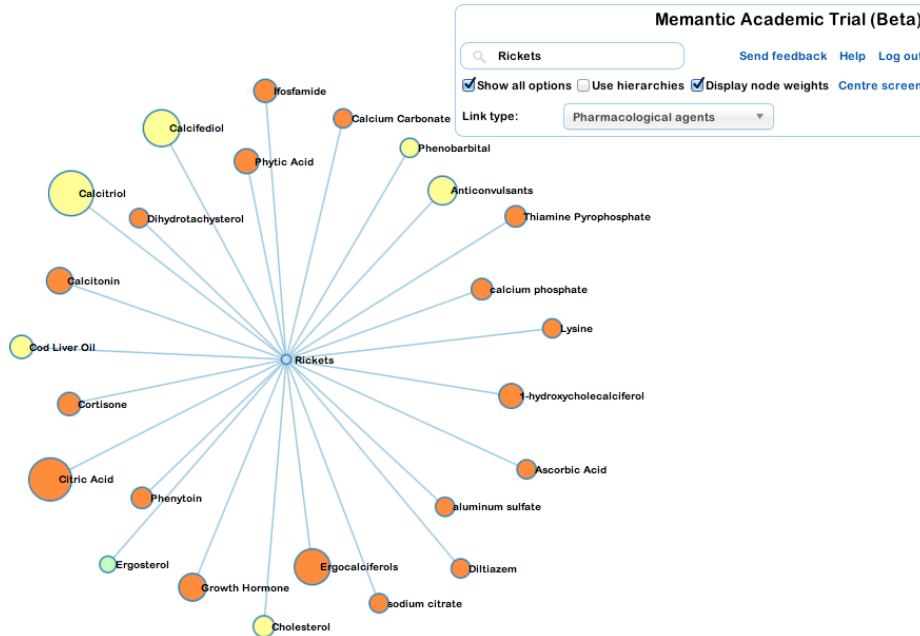 Memantic Academic Trial (Beta)
Rickets
Send feedback Help Log out
Show all options Use hierarchies Display node weights Centre screen
Link type: Pharmacological agents
Ifosfamide
Calcium Carbonate
Calcifediol
Phenobarbital
Phytic Acid
Anticonvulsants
Calcitriol
Dihydrotachysterol
Thiamine Pyrophosphate
Calcitonin
calcium phosphate
Lysine
Cod Liver Oil
Rickets
1-hydroxycholecalciferol
Cortisone
Ascorbic Acid
Citric Acid
Phenytoin
aluminum sulfate
Ergosterol
Ergocalciferols
Diltiazem
Growth Hormone
sodium citrate
Cholesterol